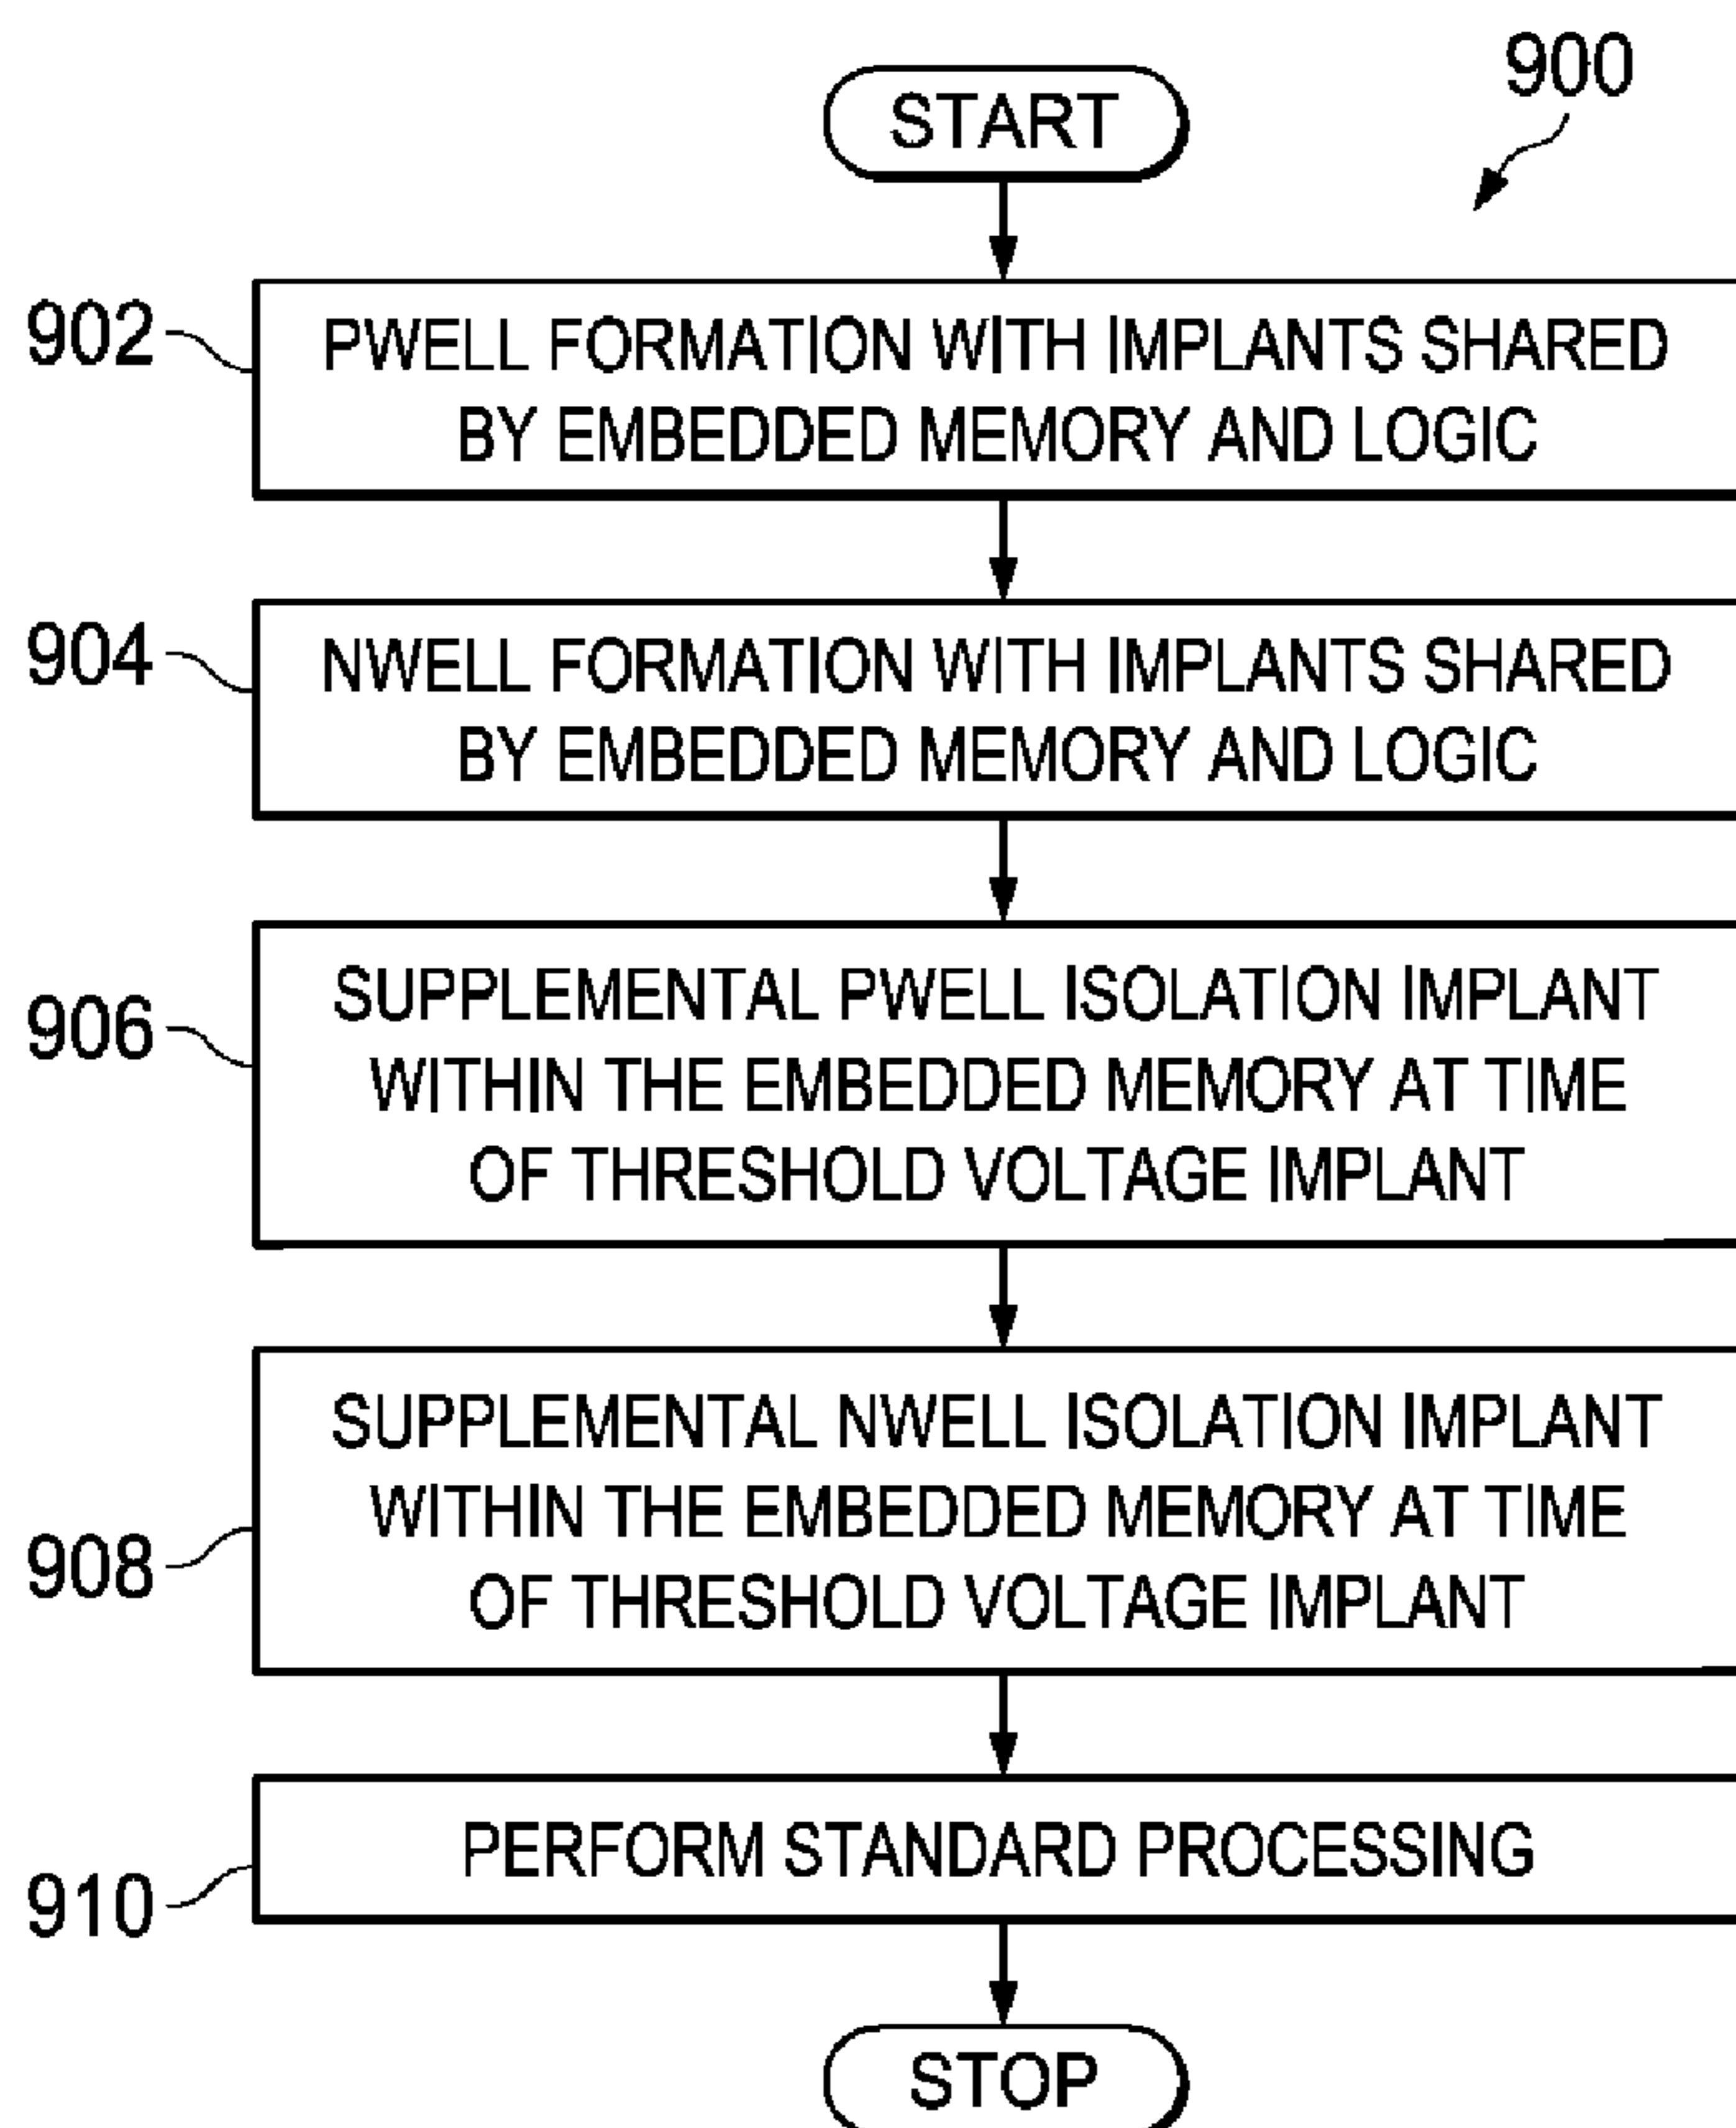 900
START
902
PWELL FORMATION WITH IMPLANTS SHARED
BY EMBEDDED MEMORY AND LOGIC
904
NWELL FORMATION WITH IMPLANTS SHARED
BY EMBEDDED MEMORY AND LOGIC
906
SUPPLEMENTAL PWELL ISOLATION IMPLANT
WITHIN THE EMBEDDED MEMORY AT TIME
OF THRESHOLD VOLTAGE IMPLANT
908
SUPPLEMENTAL NWELL ISOLATION IMPLANT
WITHIN THE EMBEDDED MEMORY AT TIME
OF THRESHOLD VOLTAGE IMPLANT
910
PERFORM STANDARD PROCESSING
STOP